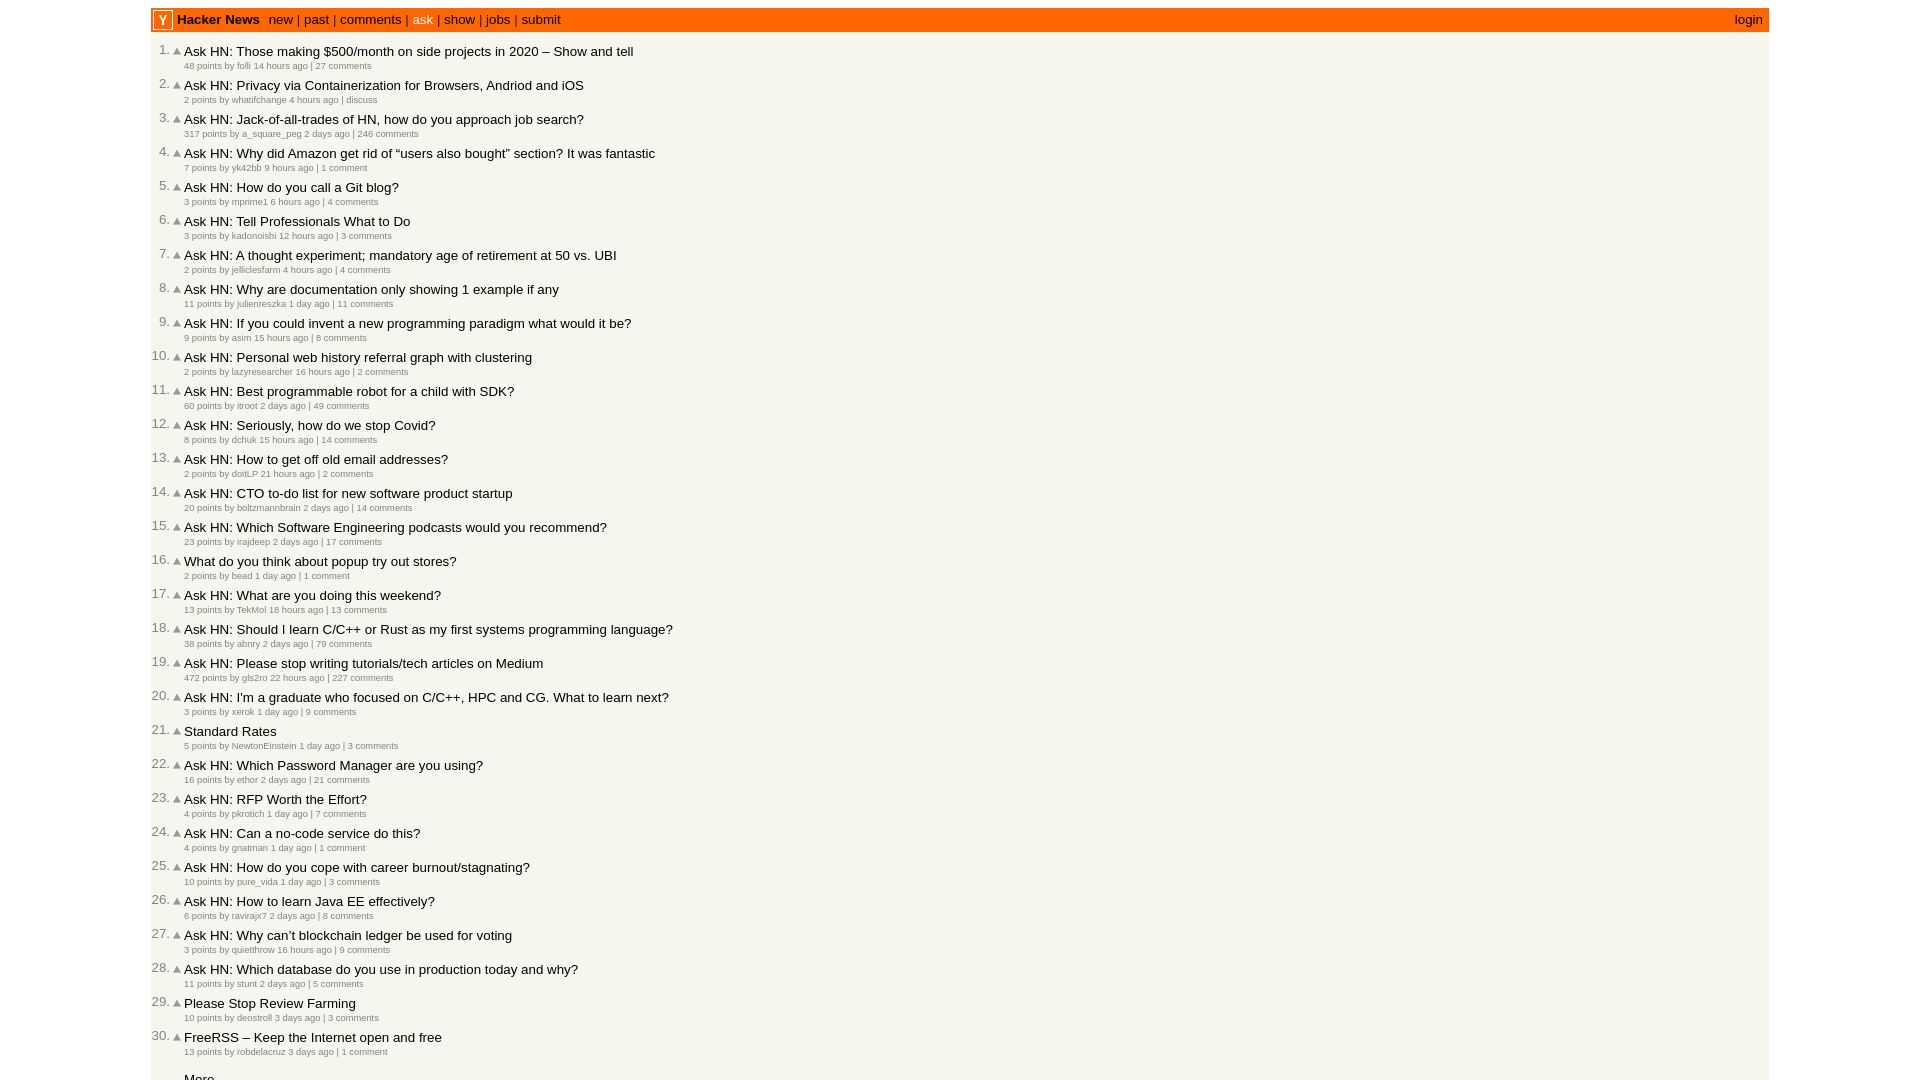 Y Hacker News new | past | comments | ask | show | jobs | submit login
1. Ask HN: Those making $500/month on side projects in 2020 – Show and tell
48 points by folli 14 hours ago | 27 comments
2. Ask HN: Privacy via Containerization for Browsers, Andriod and iOS
2 points by whatifchange 4 hours ago | discuss
3. Ask HN: Jack-of-all-trades of HN, how do you approach job search?
317 points by a_square_peg 2 days ago | 246 comments
4. Ask HN: Why did Amazon get rid of “users also bought” section? It was fantastic
7 points by yk42bb 9 hours ago | 1 comment
5. Ask HN: How do you call a Git blog?
3 points by mprime1 6 hours ago | 4 comments
6. Ask HN: Tell Professionals What to Do
3 points by kadonoishi 12 hours ago | 3 comments
7. Ask HN: A thought experiment; mandatory age of retirement at 50 vs. UBI
2 points by jelliclesfarm 4 hours ago | 4 comments
8. Ask HN: Why are documentation only showing 1 example if any
11 points by julienreszka 1 day ago | 11 comments
9. Ask HN: If you could invent a new programming paradigm what would it be?
9 points by asim 15 hours ago | 8 comments
10. Ask HN: Personal web history referral graph with clustering
2 points by lazyresearcher 16 hours ago | 2 comments
11. Ask HN: Best programmable robot for a child with SDK?
60 points by itroot 2 days ago | 49 comments
12. Ask HN: Seriously, how do we stop Covid?
8 points by dchuk 15 hours ago | 14 comments
13. Ask HN: How to get off old email addresses?
2 points by doitLP 21 hours ago | 2 comments
14. Ask HN: CTO to-do list for new software product startup
20 points by boltzmannbrain 2 days ago | 14 comments
15. Ask HN: Which Software Engineering podcasts would you recommend?
23 points by irajdeep 2 days ago | 17 comments
16. What do you think about popup try out stores?
2 points by bead 1 day ago | 1 comment
17. Ask HN: What are you doing this weekend?
13 points by TekMol 18 hours ago | 13 comments
18. Ask HN: Should I learn C/C++ or Rust as my first systems programming language?
38 points by abnry 2 days ago | 79 comments
19. Ask HN: Please stop writing tutorials/tech articles on Medium
472 points by gls2ro 22 hours ago | 227 comments
20. Ask HN: I'm a graduate who focused on C/C++, HPC and CG. What to learn next?
3 points by xerok 1 day ago | 9 comments
21. Standard Rates
5 points by NewtonEinstein 1 day ago | 3 comments
22. Ask HN: Which Password Manager are you using?
16 points by ethor 2 days ago | 21 comments
23. Ask HN: RFP Worth the Effort?
4 points by pkrotich 1 day ago | 7 comments
24. Ask HN: Can a no-code service do this?
4 points by gnatman 1 day ago | 1 comment
25. Ask HN: How do you cope with career burnout/stagnating?
10 points by pure_vida 1 day ago | 3 comments
26. Ask HN: How to learn Java EE effectively?
6 points by ravirajx7 2 days ago | 8 comments
27. Ask HN: Why can’t blockchain ledger be used for voting
3 points by quietthrow 16 hours ago | 9 comments
28. Ask HN: Which database do you use in production today and why?
11 points by stunt 2 days ago | 5 comments
29. Please Stop Review Farming
10 points by deostroll 3 days ago | 3 comments
30. FreeRSS – Keep the Internet open and free
13 points by robdelacruz 3 days ago | 1 comment
More